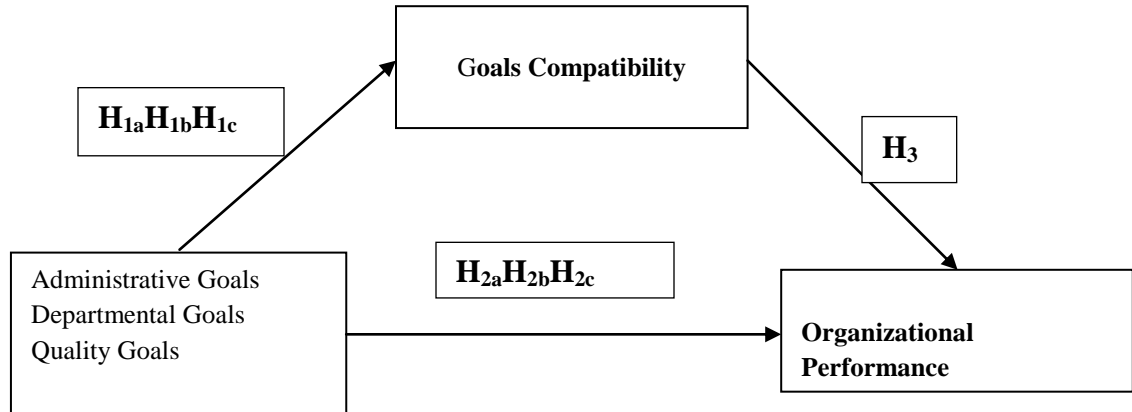 Goals Compatibility
H1aH1bH1c
H3
Administrative Goals
Departmental Goals
Quality Goals
H2aH2bH2c
Organizational
Performance